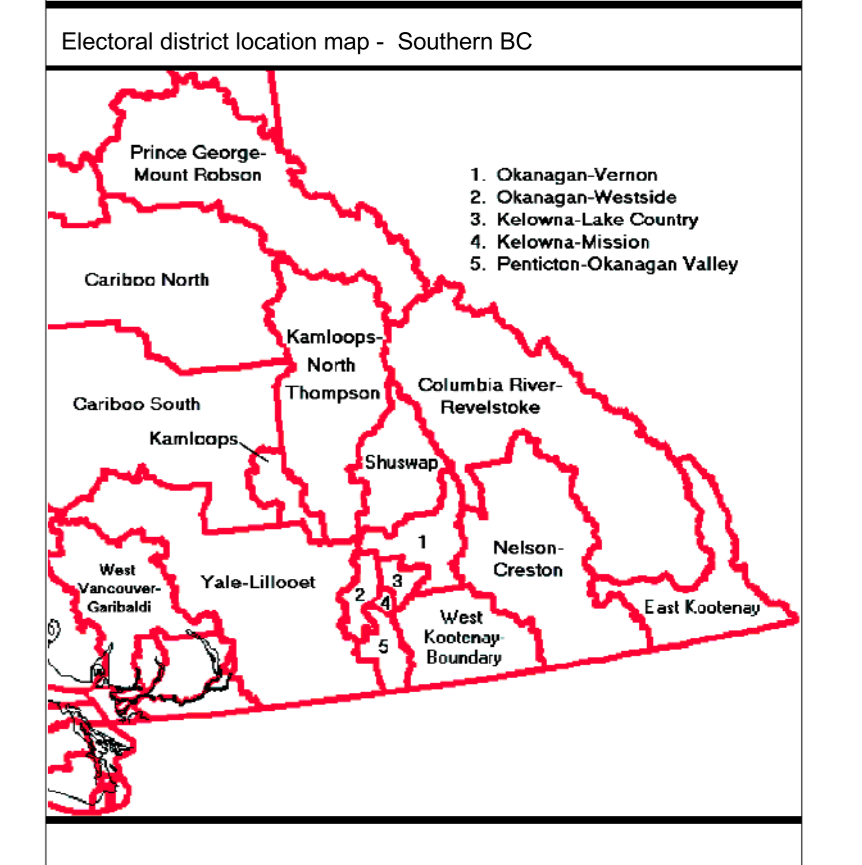 Electoral district location map -  Southern BC
Prince George-
Mount Robson
1. Okanagan-Vernon
2. Okanagan-Westside
3. Kelowna-Lake Country
4. Kelowna-Mission
5. Penticton-Okanagan Valley
Cariboo North
Kamloops-
North
Thompson
Columbia River-
Revelstoke
Cariboo South
Kamloops
Shuswap
1
Nelson-
Creston
West
Vancouver-
Garibaldi
Yale-Lillooet
2
3
4
East Kootenay
West
Kootenay-
Boundary
5